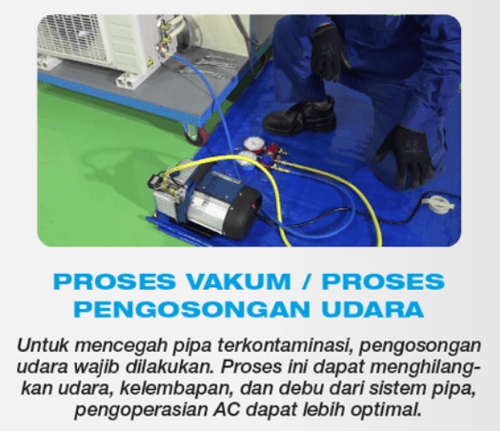 PROSES VAKUM / PROSES
PENGOSONGAN UDARA
Untuk mencegah pipa terkontaminasi, pengosongan
udara wajib dilakukan. Proses ini dapat menghilang-
kan udara, kelembapan, dan debu dari sistem pipa,
pengoperasian AC dapat lebih optimal.